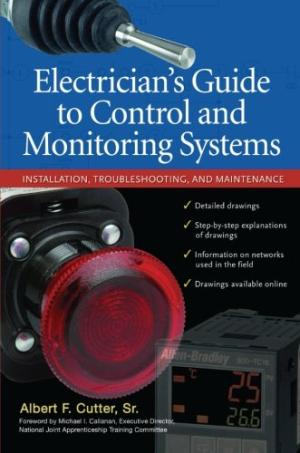 Electrician's Guide
to Control and
Monitoring Systems
INSTALLATION, TROUBLESHOOTING, AND MAINTENANCE
✓ Detailed drawings
✓ Step-by-step explanations
of drawings
✓ Information on networks
used in the field
✓ Drawings available online
Allen-Bradley
900-TC16
°C
25
26.6
Albert F. Cutter, Sr.
Foreword by Michael I. Callanan, Executive Director,
National Joint Apprenticeship Training Committee